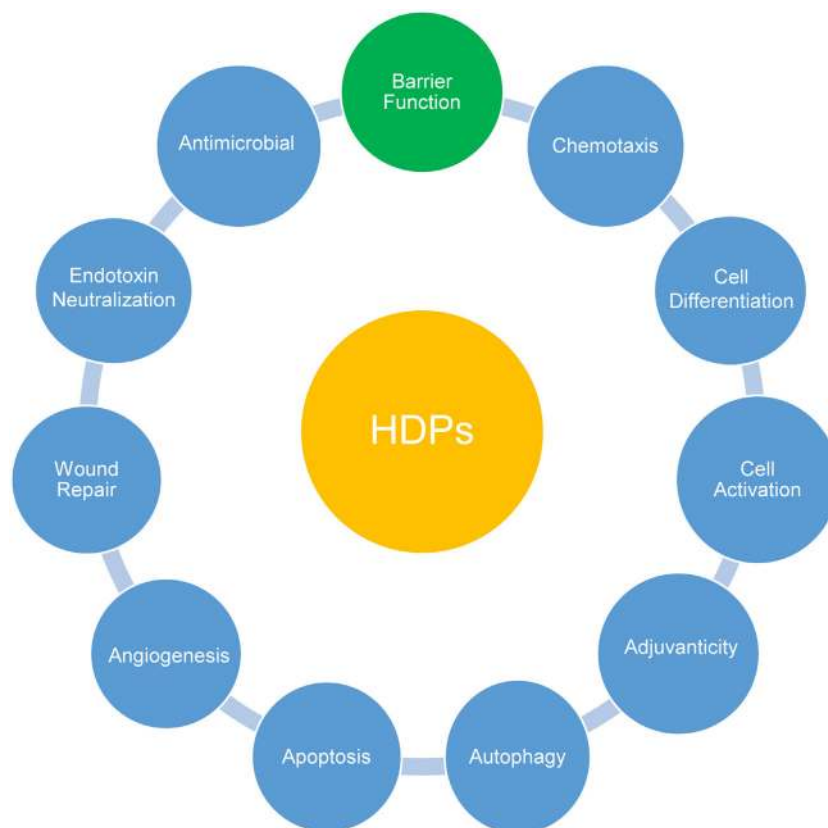 Barrier
Function
Chemotaxis
Cell
Differentiation
Cell
Activation
Adjuvanticity
Autophagy
Apoptosis
Angiogenesis
Wound
Repair
Endotoxin
Neutralization
Antimicrobial
HDPs